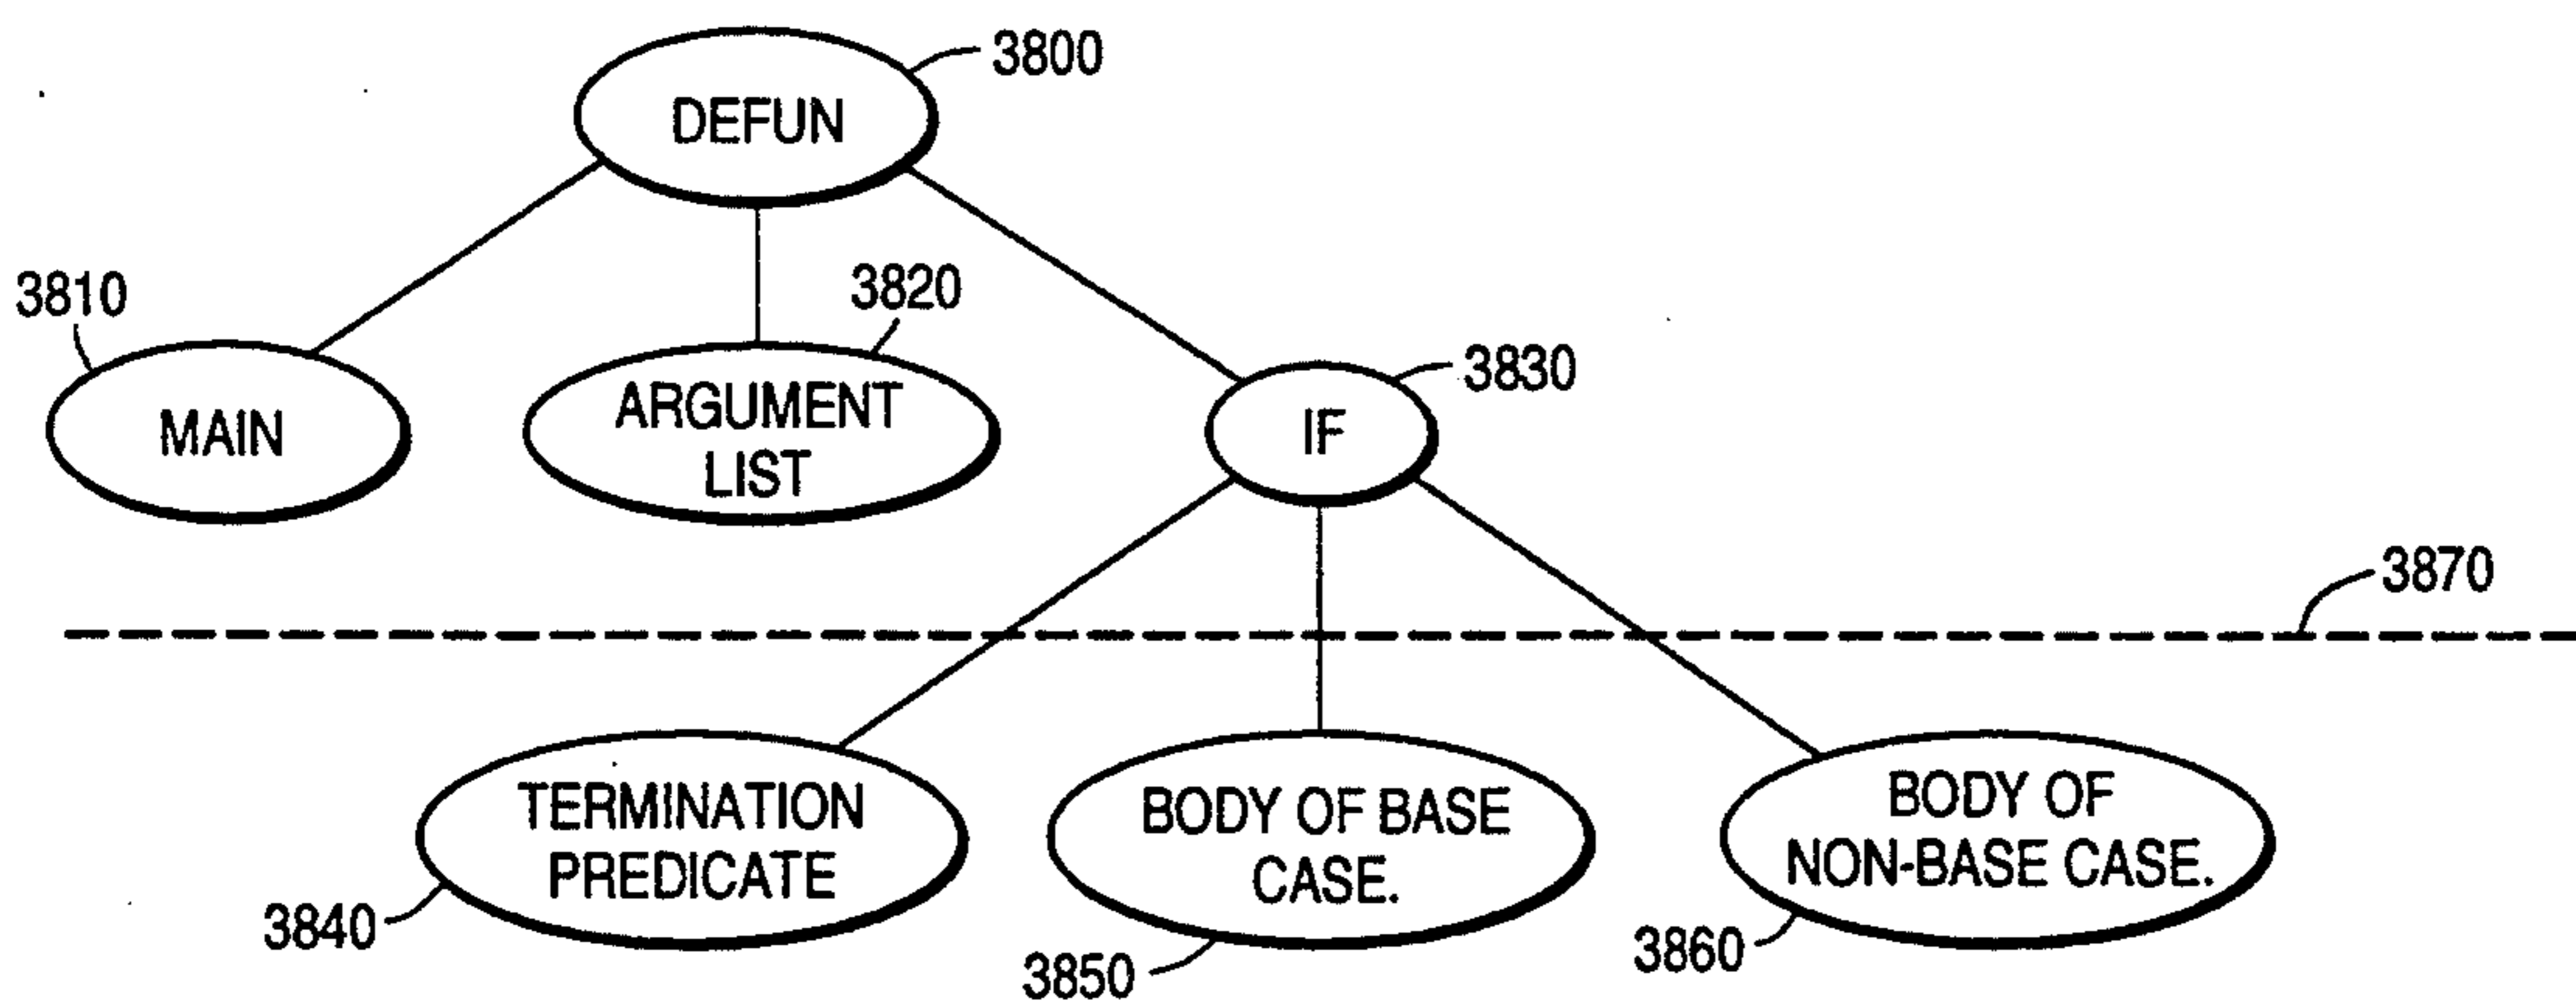 3800
DEFUN
3810
3820
MAIN
ARGUMENT
LIST
3830
IF
3870
TERMINATION
PREDICATE
3840
BODY OF BASE
CASE.
3850
BODY OF
NON-BASE CASE.
3860